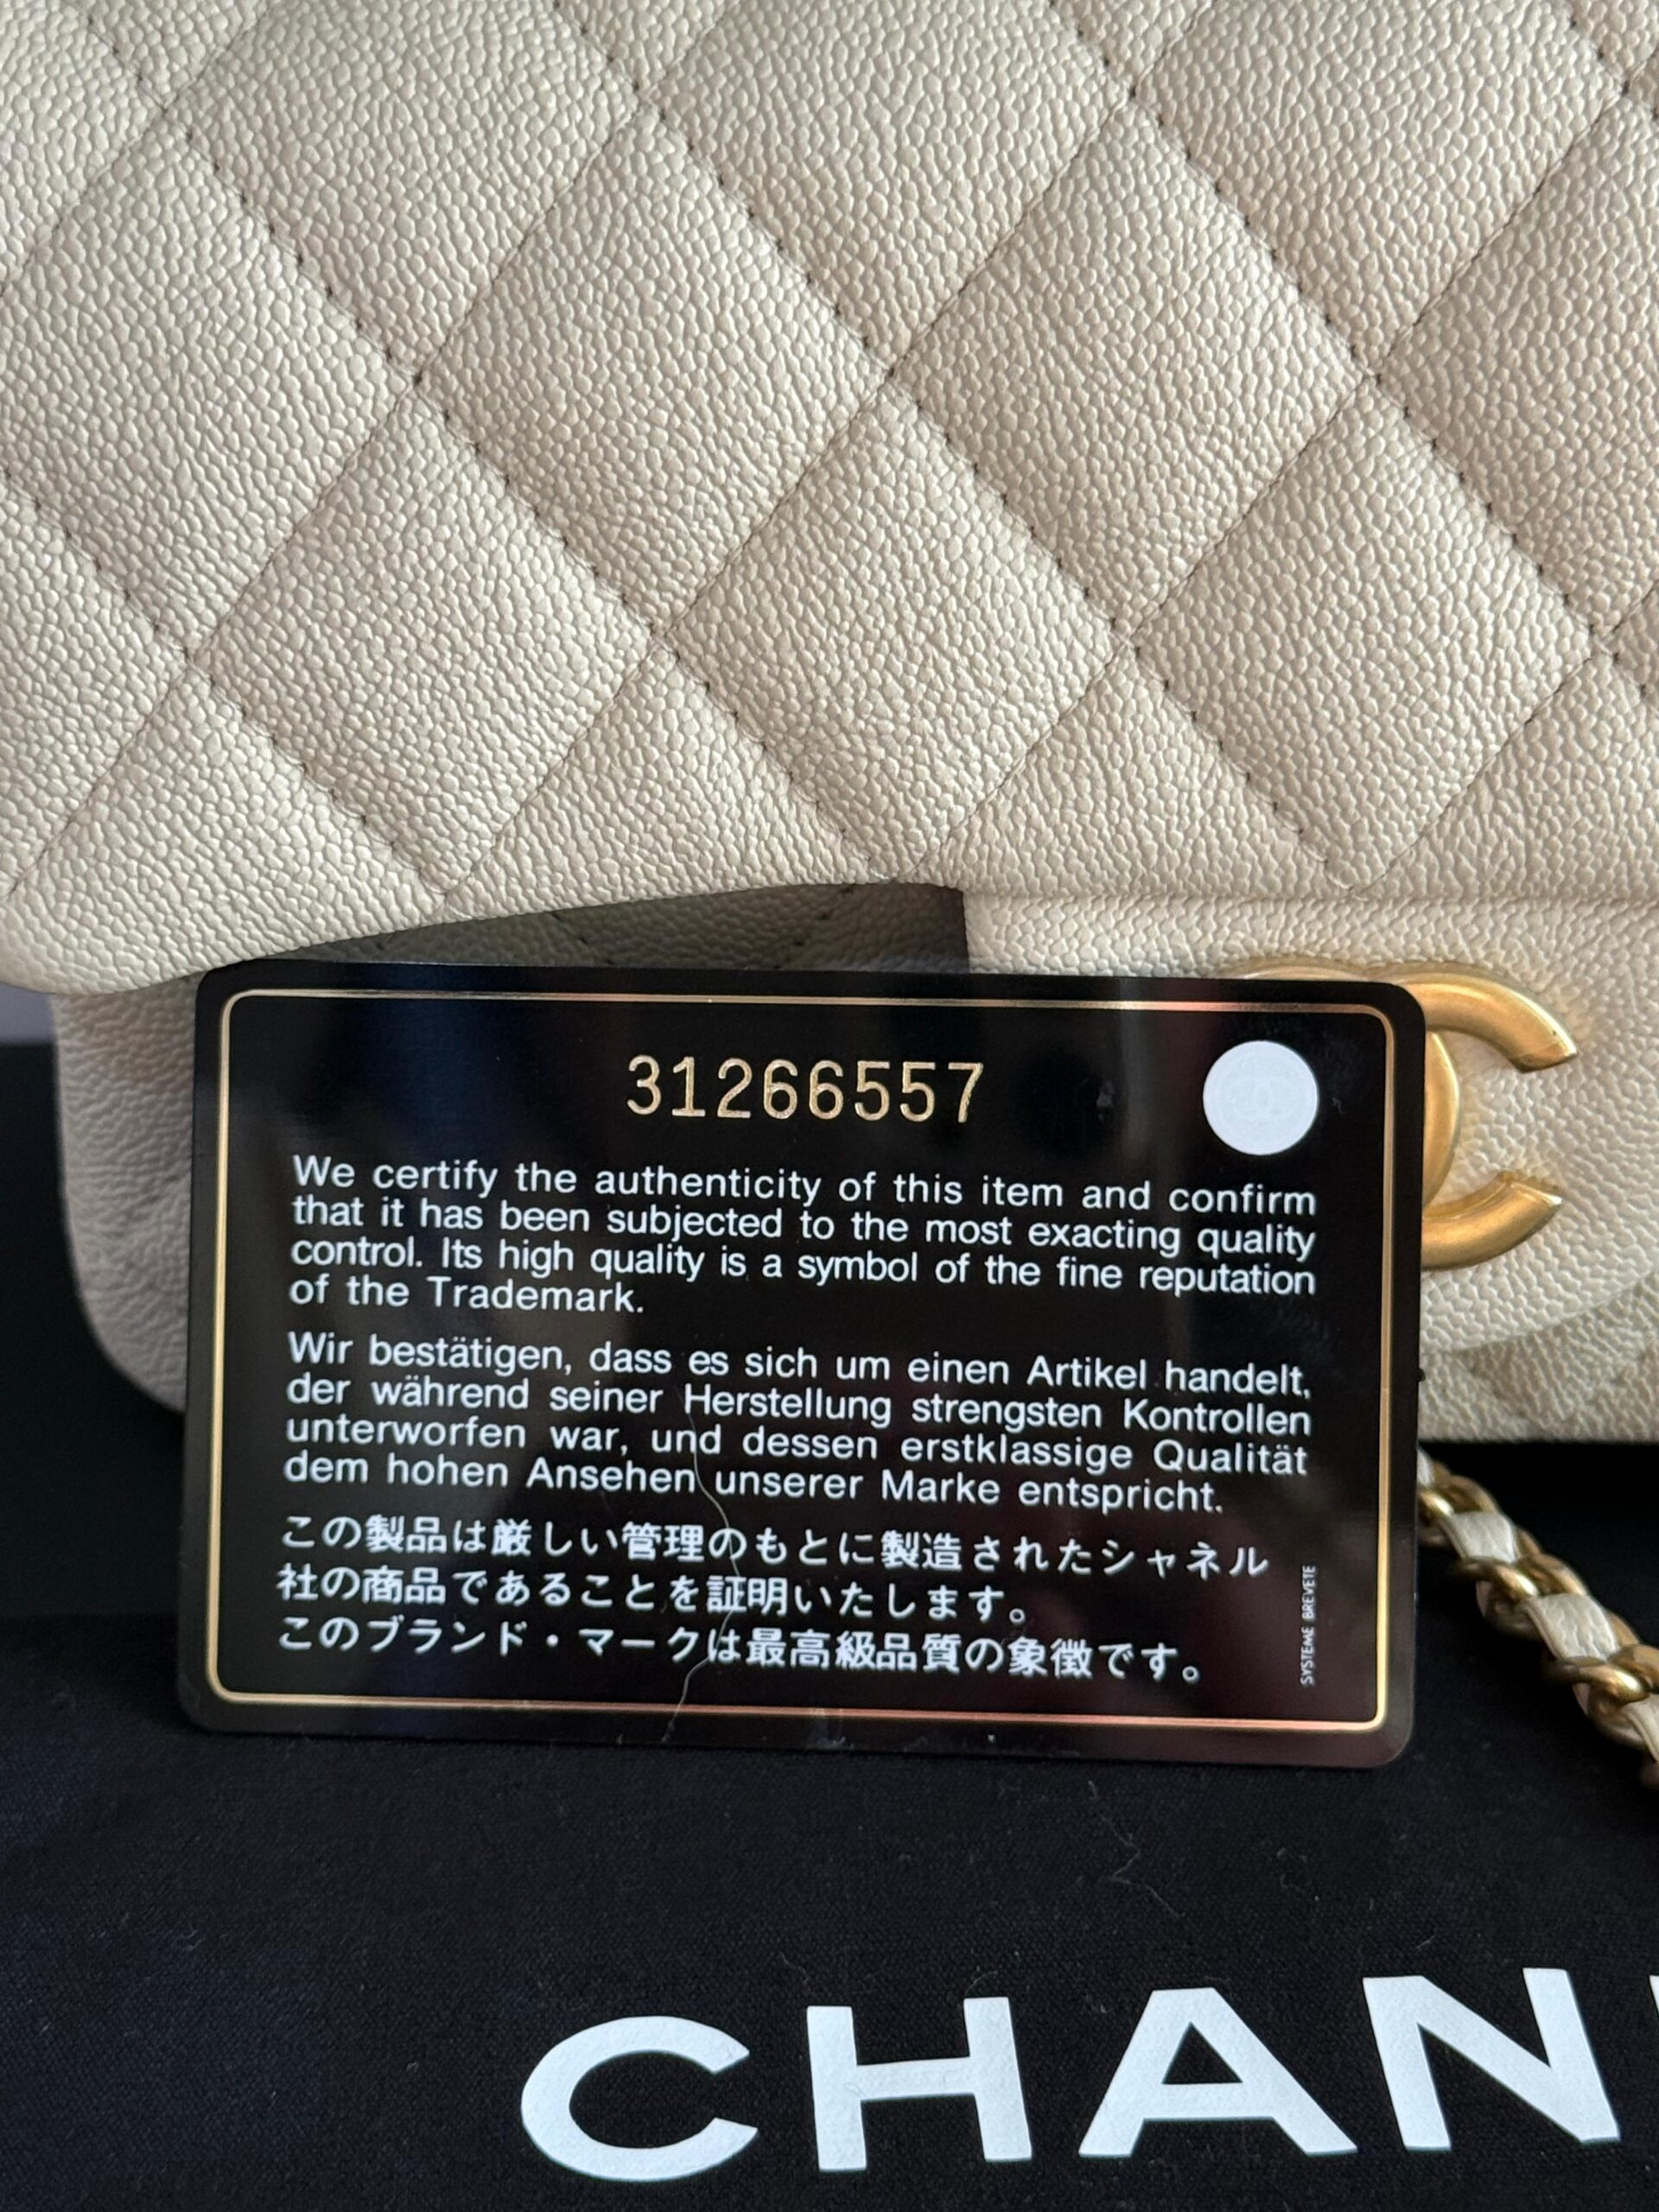 31266557
We certify the authenticity of this item and confirm
that it has been subjected to the most exacting quality
control. Its high quality is a symbol of the fine reputation
of the Trademark.
Wir bestätigen, dass es sich um einen Artikel handelt,
der während seiner Herstellung strengsten Kontrollen
unterworfen war, und dessen erstklassige Qualität
dem hohen Ansehen unserer Marke entspricht.
この製品は厳しい管理のもとに製造されたシャネル
社の商品であることを証明いたします。
このブランド・マークは最高級品質の象徴です。
SYSTEME BREVETE
CHAN